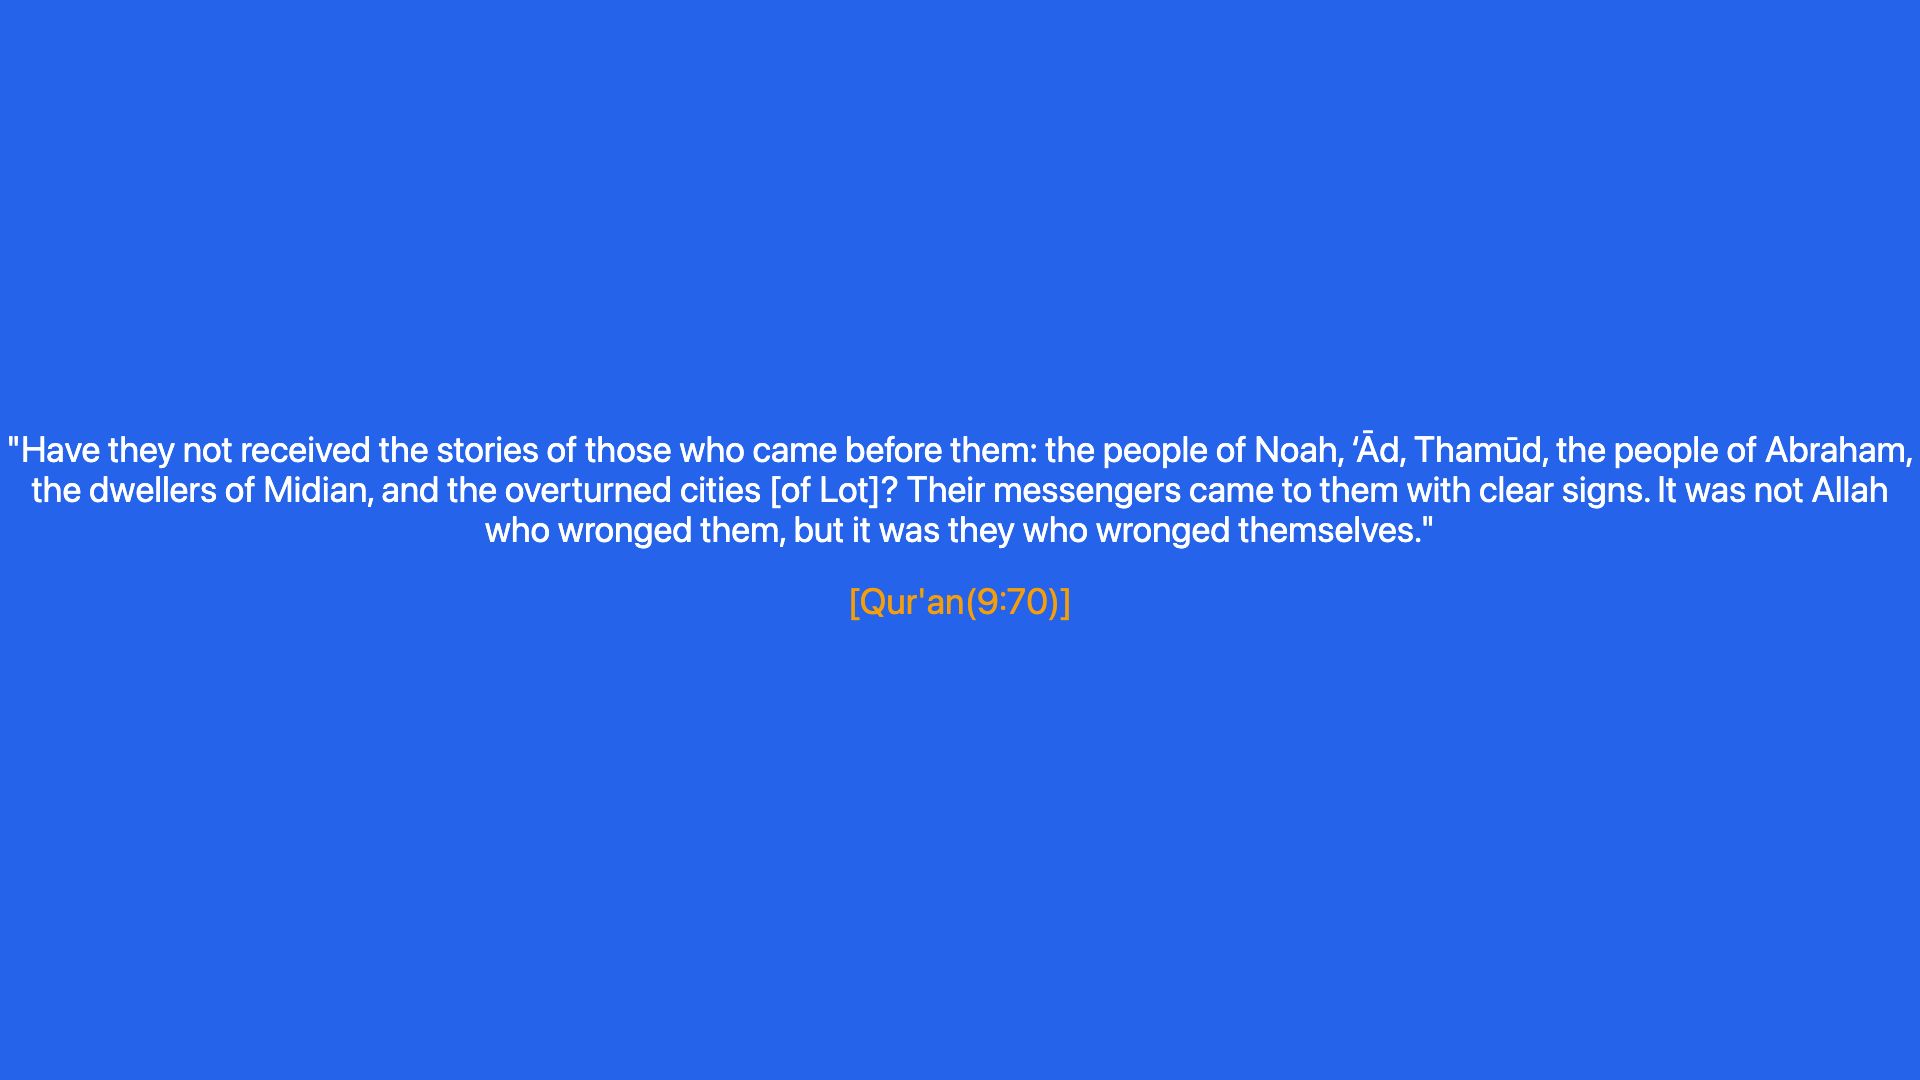 "Have they not received the stories of those who came before them: the people of Noah, ‘Ād, Thamūd, the people of Abraham,
the dwellers of Midian, and the overturned cities [of Lot]? Their messengers came to them with clear signs. It was not Allah
who wronged them, but it was they who wronged themselves."
[Qur'an(9:70)]